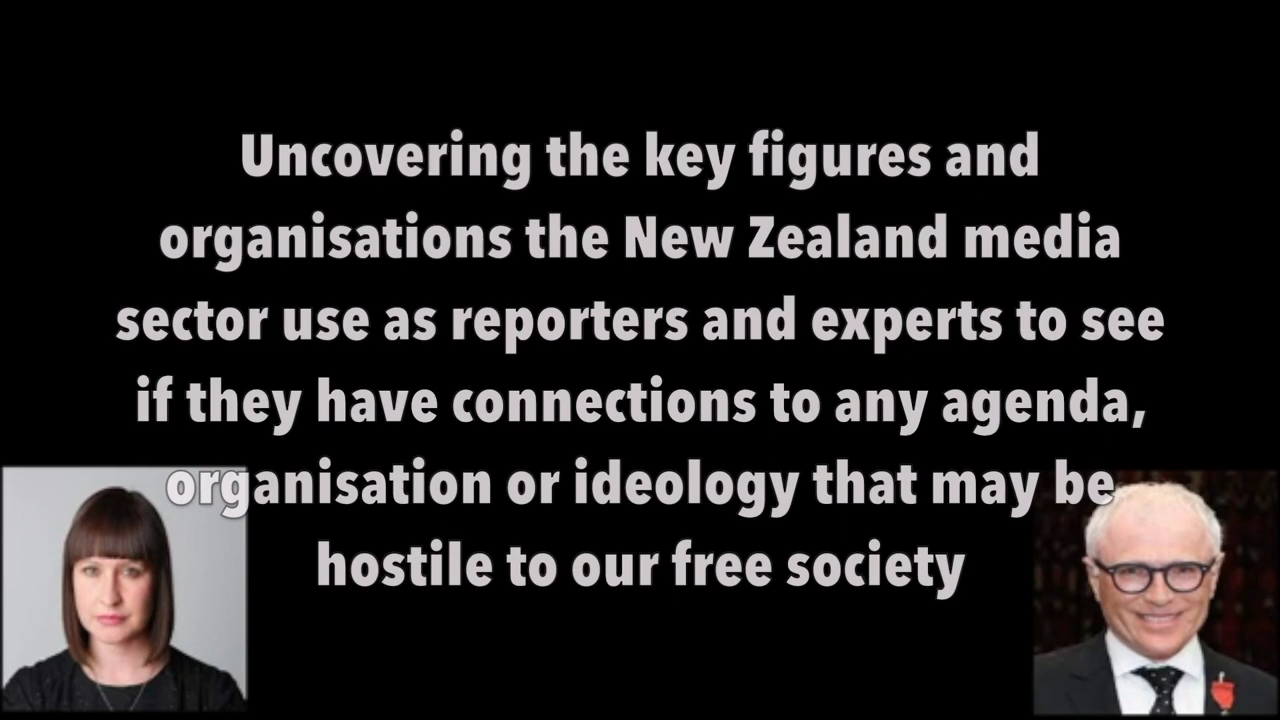 Uncovering the key figures and
organisations the New Zealand media
sector use as reporters and experts to see
if they have connections to any agenda,
organisation or ideology that may be
hostile to our free society